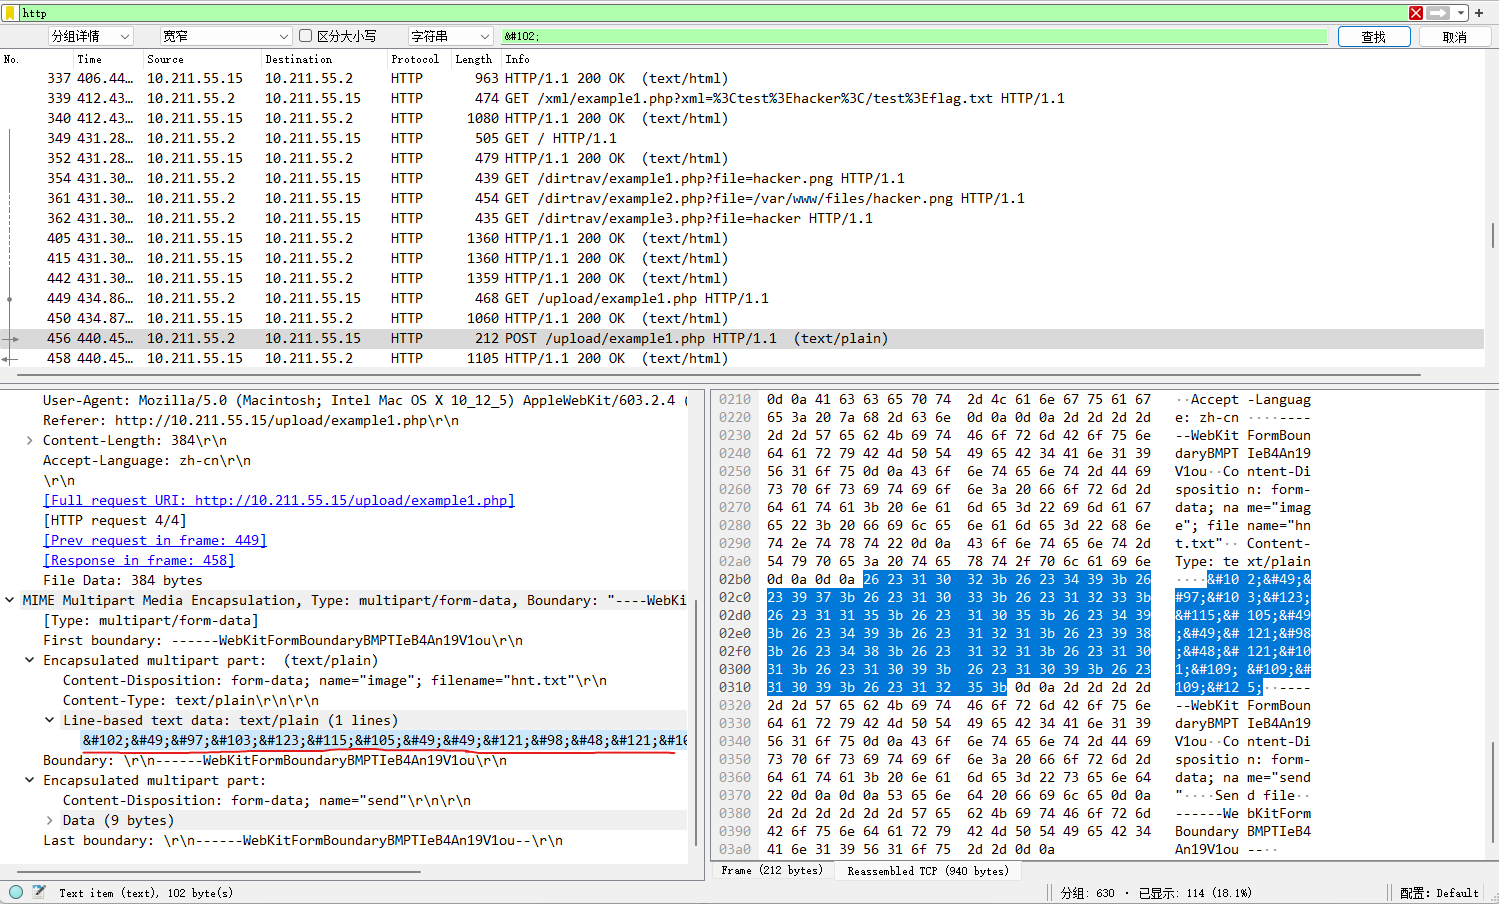 http
分组详情 宽窄 区分大小写 字符串 &#102; 查找 取消
No. Time Source Destination Protocol Length Info
337 406.44… 10.211.55.15 10.211.55.2 HTTP 963 HTTP/1.1 200 OK (text/html)
339 412.43… 10.211.55.2 10.211.55.15 HTTP 474 GET /xml/example1.php?xml=%3Ctest%3Ehacker%3C/test%3Eflag.txt HTTP/1.1
340 412.43… 10.211.55.15 10.211.55.2 HTTP 1080 HTTP/1.1 200 OK (text/html)
349 431.28… 10.211.55.2 10.211.55.15 HTTP 505 GET / HTTP/1.1
352 431.28… 10.211.55.15 10.211.55.2 HTTP 479 HTTP/1.1 200 OK (text/html)
354 431.30… 10.211.55.2 10.211.55.15 HTTP 439 GET /dirtrav/example1.php?file=hacker.png HTTP/1.1
361 431.30… 10.211.55.2 10.211.55.15 HTTP 454 GET /dirtrav/example2.php?file=/var/www/files/hacker.png HTTP/1.1
362 431.30… 10.211.55.2 10.211.55.15 HTTP 435 GET /dirtrav/example3.php?file=hacker HTTP/1.1
405 431.30… 10.211.55.15 10.211.55.2 HTTP 1360 HTTP/1.1 200 OK (text/html)
415 431.30… 10.211.55.15 10.211.55.2 HTTP 1360 HTTP/1.1 200 OK (text/html)
442 431.30… 10.211.55.15 10.211.55.2 HTTP 1359 HTTP/1.1 200 OK (text/html)
449 434.86… 10.211.55.2 10.211.55.15 HTTP 468 GET /upload/example1.php HTTP/1.1
450 434.87… 10.211.55.15 10.211.55.2 HTTP 1060 HTTP/1.1 200 OK (text/html)
456 440.45… 10.211.55.2 10.211.55.15 HTTP 212 POST /upload/example1.php HTTP/1.1 (text/plain)
458 440.45… 10.211.55.15 10.211.55.2 HTTP 1105 HTTP/1.1 200 OK (text/html)
User-Agent: Mozilla/5.0 (Macintosh; Intel Mac OS X 10_12_5) AppleWebKit/603.2.4 (
Referer: http://10.211.55.15/upload/example1.php\r\n
Content-Length: 384\r\n
Accept-Language: zh-cn\r\n
\r\n
[Full request URI: http://10.211.55.15/upload/example1.php]
[HTTP request 4/4]
[Prev request in frame: 449]
[Response in frame: 458]
File Data: 384 bytes
MIME Multipart Media Encapsulation, Type: multipart/form-data, Boundary: "----WebKi
[Type: multipart/form-data]
First boundary: ------WebKitFormBoundaryBMPTIeB4An19V1ou\r\n
Encapsulated multipart part: (text/plain)
Content-Disposition: form-data; name="image"; filename="hnt.txt"\r\n
Content-Type: text/plain\r\n\r\n
Line-based text data: text/plain (1 lines)
&#102;&#49;&#97;&#103;&#123;&#115;&#105;&#49;&#49;&#121;&#98;&#48;&#121;&#10
Boundary: \r\n------WebKitFormBoundaryBMPTIeB4An19V1ou\r\n
Encapsulated multipart part:
Content-Disposition: form-data; name="send"\r\n\r\n
Data (9 bytes)
Last boundary: \r\n------WebKitFormBoundaryBMPTIeB4An19V1ou--\r\n
0210 0d 0a 41 63 63 65 70 74 2d 4c 61 6e 67 75 61 67 ··Accept -Languag
0220 65 3a 20 7a 68 2d 63 6e 0d 0a 0d 0a 2d 2d 2d 2d e: zh-cn ····----
0230 2d 2d 57 65 62 4b 69 74 46 6f 72 6d 42 6f 75 6e --WebKit FormBoun
0240 64 61 72 79 42 4d 50 54 49 65 42 34 41 6e 31 39 daryBMPT IeB4An19
0250 56 31 6f 75 0d 0a 43 6f 6e 74 65 6e 74 2d 44 69 V1ou··Co ntent-Di
0260 73 70 6f 73 69 74 69 6f 6e 3a 20 66 6f 72 6d 2d spositio n: form-
0270 64 61 74 61 3b 20 6e 61 6d 65 3d 22 69 6d 61 67 data; na me="imag
0280 65 22 3b 20 66 69 6c 65 6e 61 6d 65 3d 22 68 6e e"; file name="hn
0290 74 2e 74 78 74 22 0d 0a 43 6f 6e 74 65 6e 74 2d t.txt"·· Content-
02a0 54 79 70 65 3a 20 74 65 78 74 2f 70 6c 61 69 6e Type: te xt/plain
02b0 0d 0a 0d 0a 26 23 31 30 32 3b 26 23 34 39 3b 26 ····&#10 2;&#49;&
02c0 23 39 37 3b 26 23 31 30 33 3b 26 23 31 32 33 3b #97;&#10 3;&#123;
02d0 26 23 31 31 35 3b 26 23 31 30 35 3b 26 23 34 39 &#115;&# 105;&#49
02e0 3b 26 23 34 39 3b 26 23 31 32 31 3b 26 23 39 38 ;&#49;&# 121;&#98
02f0 3b 26 23 34 38 3b 26 23 31 32 31 3b 26 23 31 30 ;&#48;&# 121;&#10
0300 31 3b 26 23 31 30 39 3b 26 23 31 30 39 3b 26 23 1;&#109; &#109;&#
0310 31 30 39 3b 26 23 31 32 35 3b 0d 0a 2d 2d 2d 2d 109;&#12 5;··----
0320 2d 2d 57 65 62 4b 69 74 46 6f 72 6d 42 6f 75 6e --WebKit FormBoun
0330 64 61 72 79 42 4d 50 54 49 65 42 34 41 6e 31 39 daryBMPT IeB4An19
0340 56 31 6f 75 0d 0a 43 6f 6e 74 65 6e 74 2d 44 69 V1ou··Co ntent-Di
0350 73 70 6f 73 69 74 69 6f 6e 3a 20 66 6f 72 6d 2d spositio n: form-
0360 64 61 74 61 3b 20 6e 61 6d 65 3d 22 73 65 6e 64 data; na me="send
0370 22 0d 0a 0d 0a 53 65 6e 64 20 66 69 6c 65 0d 0a "····Sen d file··
0380 2d 2d 2d 2d 2d 2d 57 65 62 4b 69 74 46 6f 72 6d ------We bKitForm
0390 42 6f 75 6e 64 61 72 79 42 4d 50 54 49 65 42 34 Boundary BMPTIeB4
03a0 41 6e 31 39 56 31 6f 75 2d 2d 0d 0a An19V1ou --··
Frame (212 bytes) Reassembled TCP (940 bytes)
Text item (text), 102 byte(s) 分组: 630 · 已显示: 114 (18.1%) 配置: Default